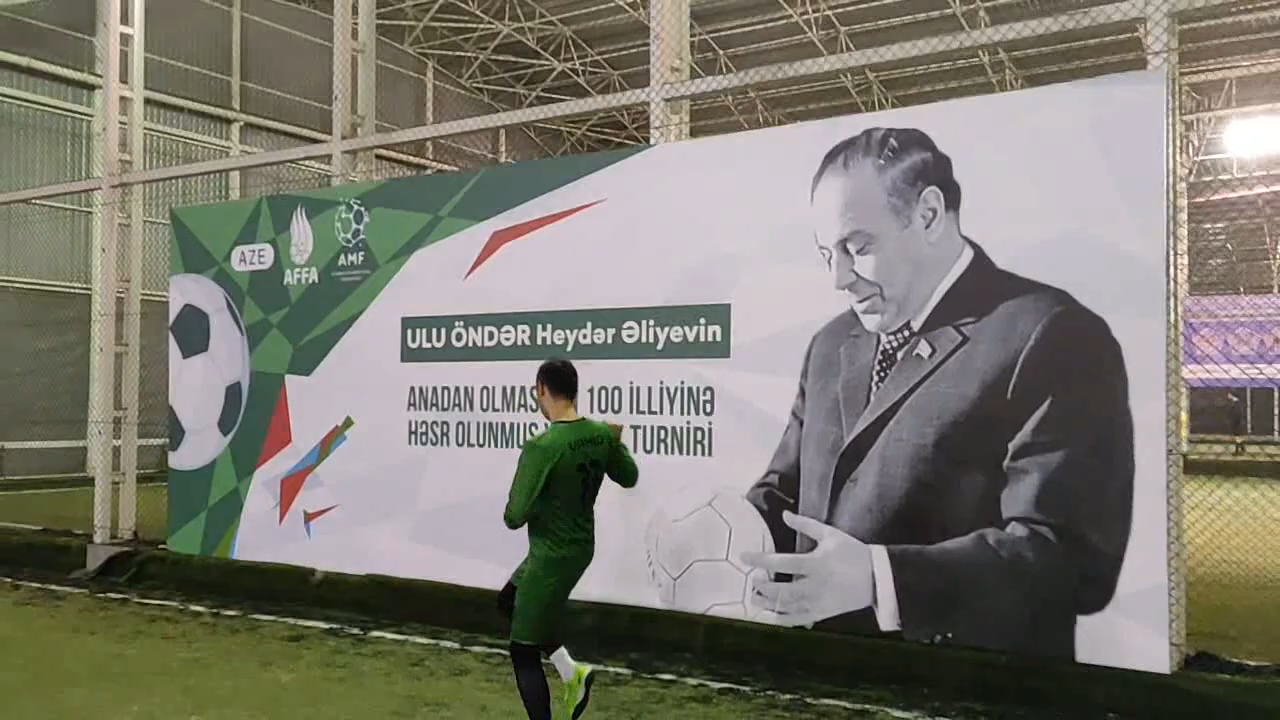 AZE
AFFA
AMF
ULU ÖNDƏR Heydər Əliyevin
ANADAN OLMAS 100 İLLİYİNƏ
HƏSR OLUNMUŞ TURNİRİ